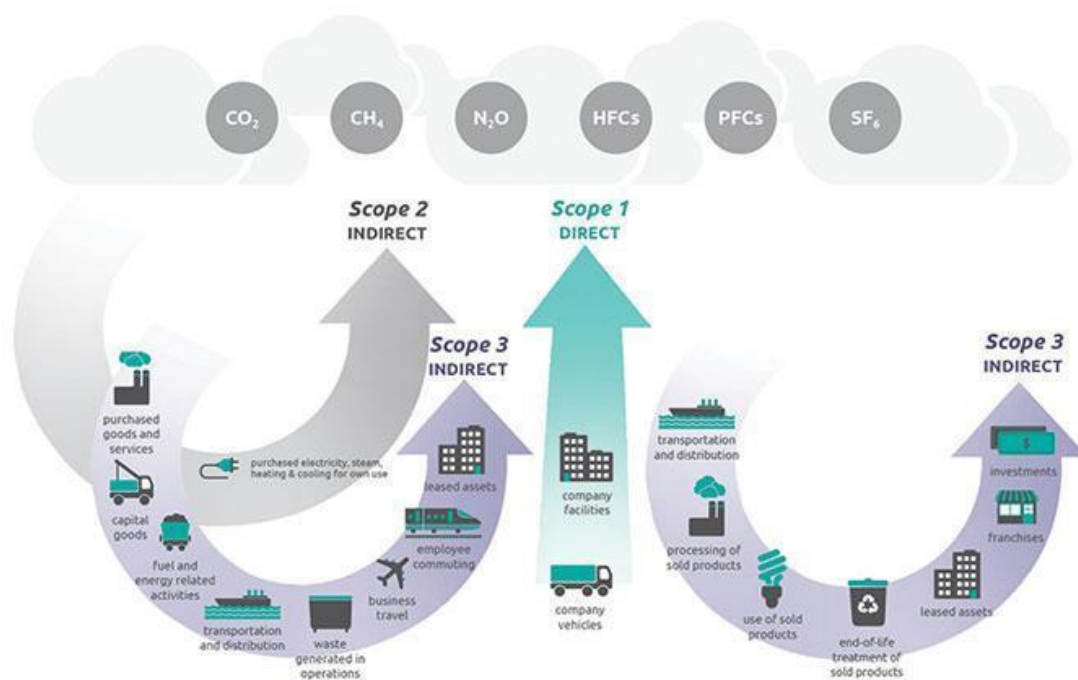 CO₂
CH₄
N₂O
HFCs
PFCs
SF₆
Scope 2
INDIRECT
Scope 1
DIRECT
Scope 3
INDIRECT
Scope 3
INDIRECT
purchased
goods and
services
capital
goods
fuel and
energy related
activities
transportation
and distribution
waste
generated in
operations
business
travel
employee
commuting
leased assets
purchased electricity, steam,
heating & cooling for own use
company
facilities
company
vehicles
transportation
and distribution
processing of
sold products
use of sold
products
end-of-life
treatment of
sold products
leased assets
franchises
investments
$